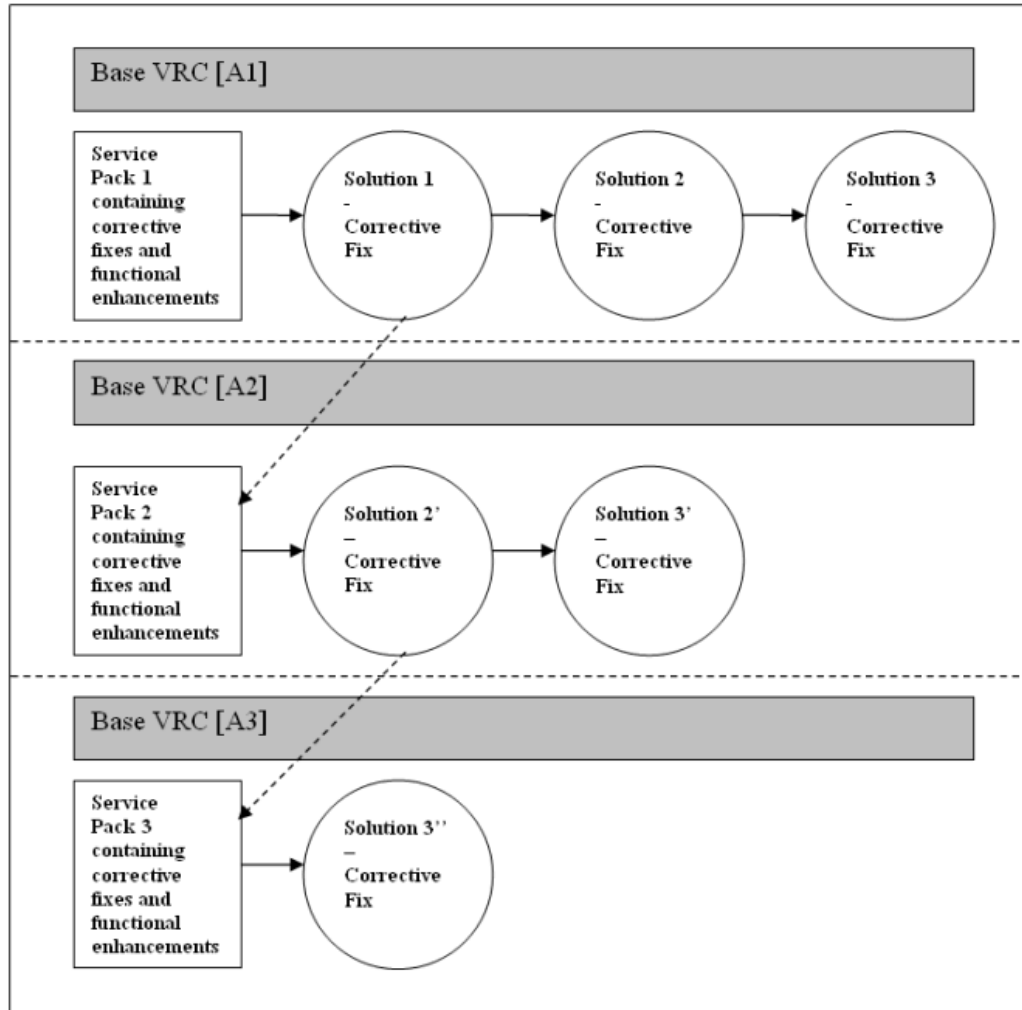 Base VRC [A1]
Service
Pack 1
containing
corrective
fixes and
functional
enhancements
Solution 1
-
Corrective
Fix
Solution 2
-
Corrective
Fix
Solution 3
-
Corrective
Fix
Base VRC [A2]
Service
Pack 2
containing
corrective
fixes and
functional
enhancements
Solution 2’
–
Corrective
Fix
Solution 3’
–
Corrective
Fix
Base VRC [A3]
Service
Pack 3
containing
corrective
fixes and
functional
enhancements
Solution 3’’
–
Corrective
Fix